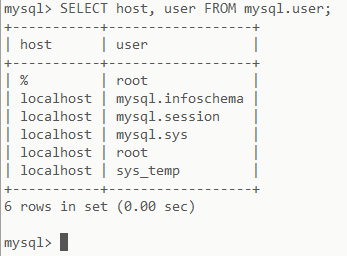 mysql> SELECT host, user FROM mysql.user;
+-----------+------------------+
| host      | user             |
+-----------+------------------+
| %         | root             |
| localhost | mysql.infoschema |
| localhost | mysql.session    |
| localhost | mysql.sys        |
| localhost | root             |
| localhost | sys_temp         |
+-----------+------------------+
6 rows in set (0.00 sec)
mysql>